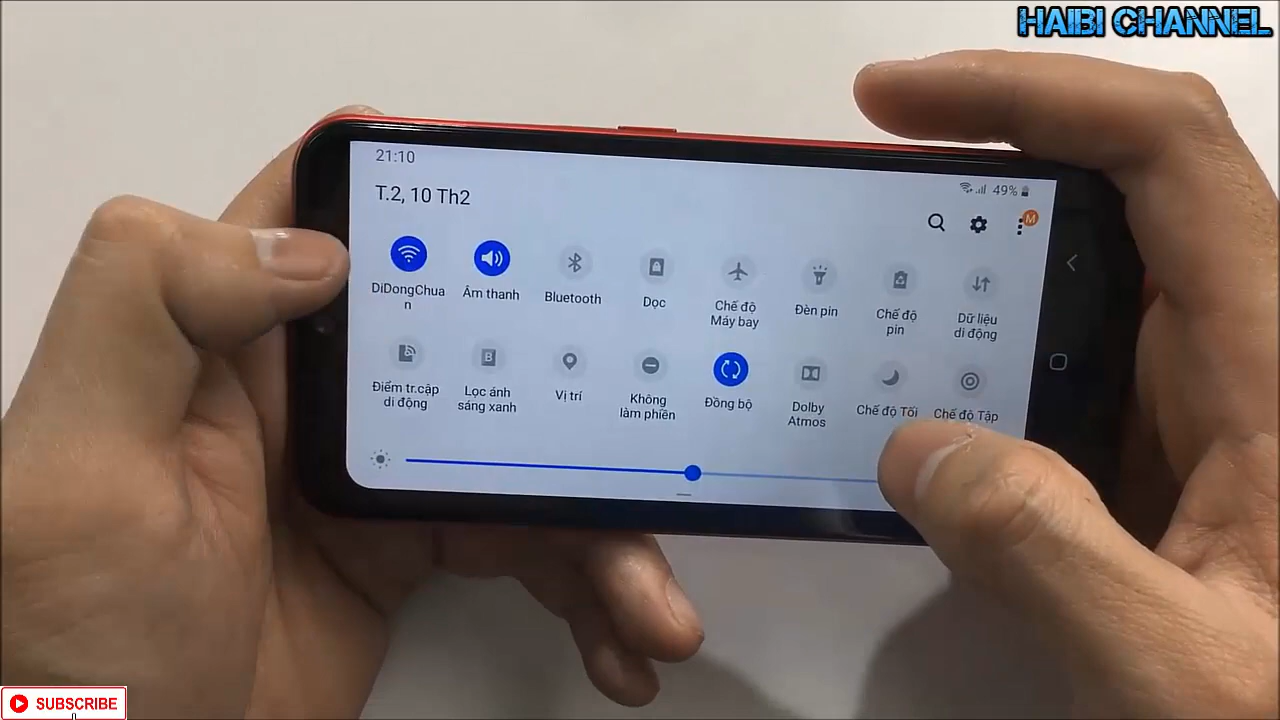 HAIBI CHANNEL
21:10
49%
T.2, 10 Th2
M
DiDongChua
n
Âm thanh
Bluetooth
Dọc
Chế độ
Máy bay
Đèn pin
Chế độ
pin
Dữ liệu
di động
Điểm tr.cập
di động
Lọc ánh
sáng xanh
B
Vị trí
Không
làm phiền
Đồng bộ
Dolby
Atmos
Chế độ Tối
Chế độ Tập
SUBSCRIBE